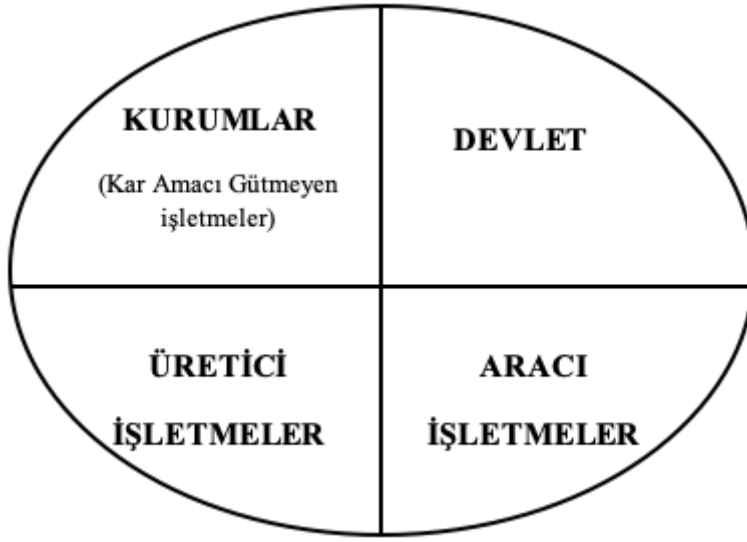 KURUMLAR
(Kar Amacı Gütmeyen
işletmeler)
DEVLET
ÜRETİCİ
İŞLETMELER
ARACI
İŞLETMELER